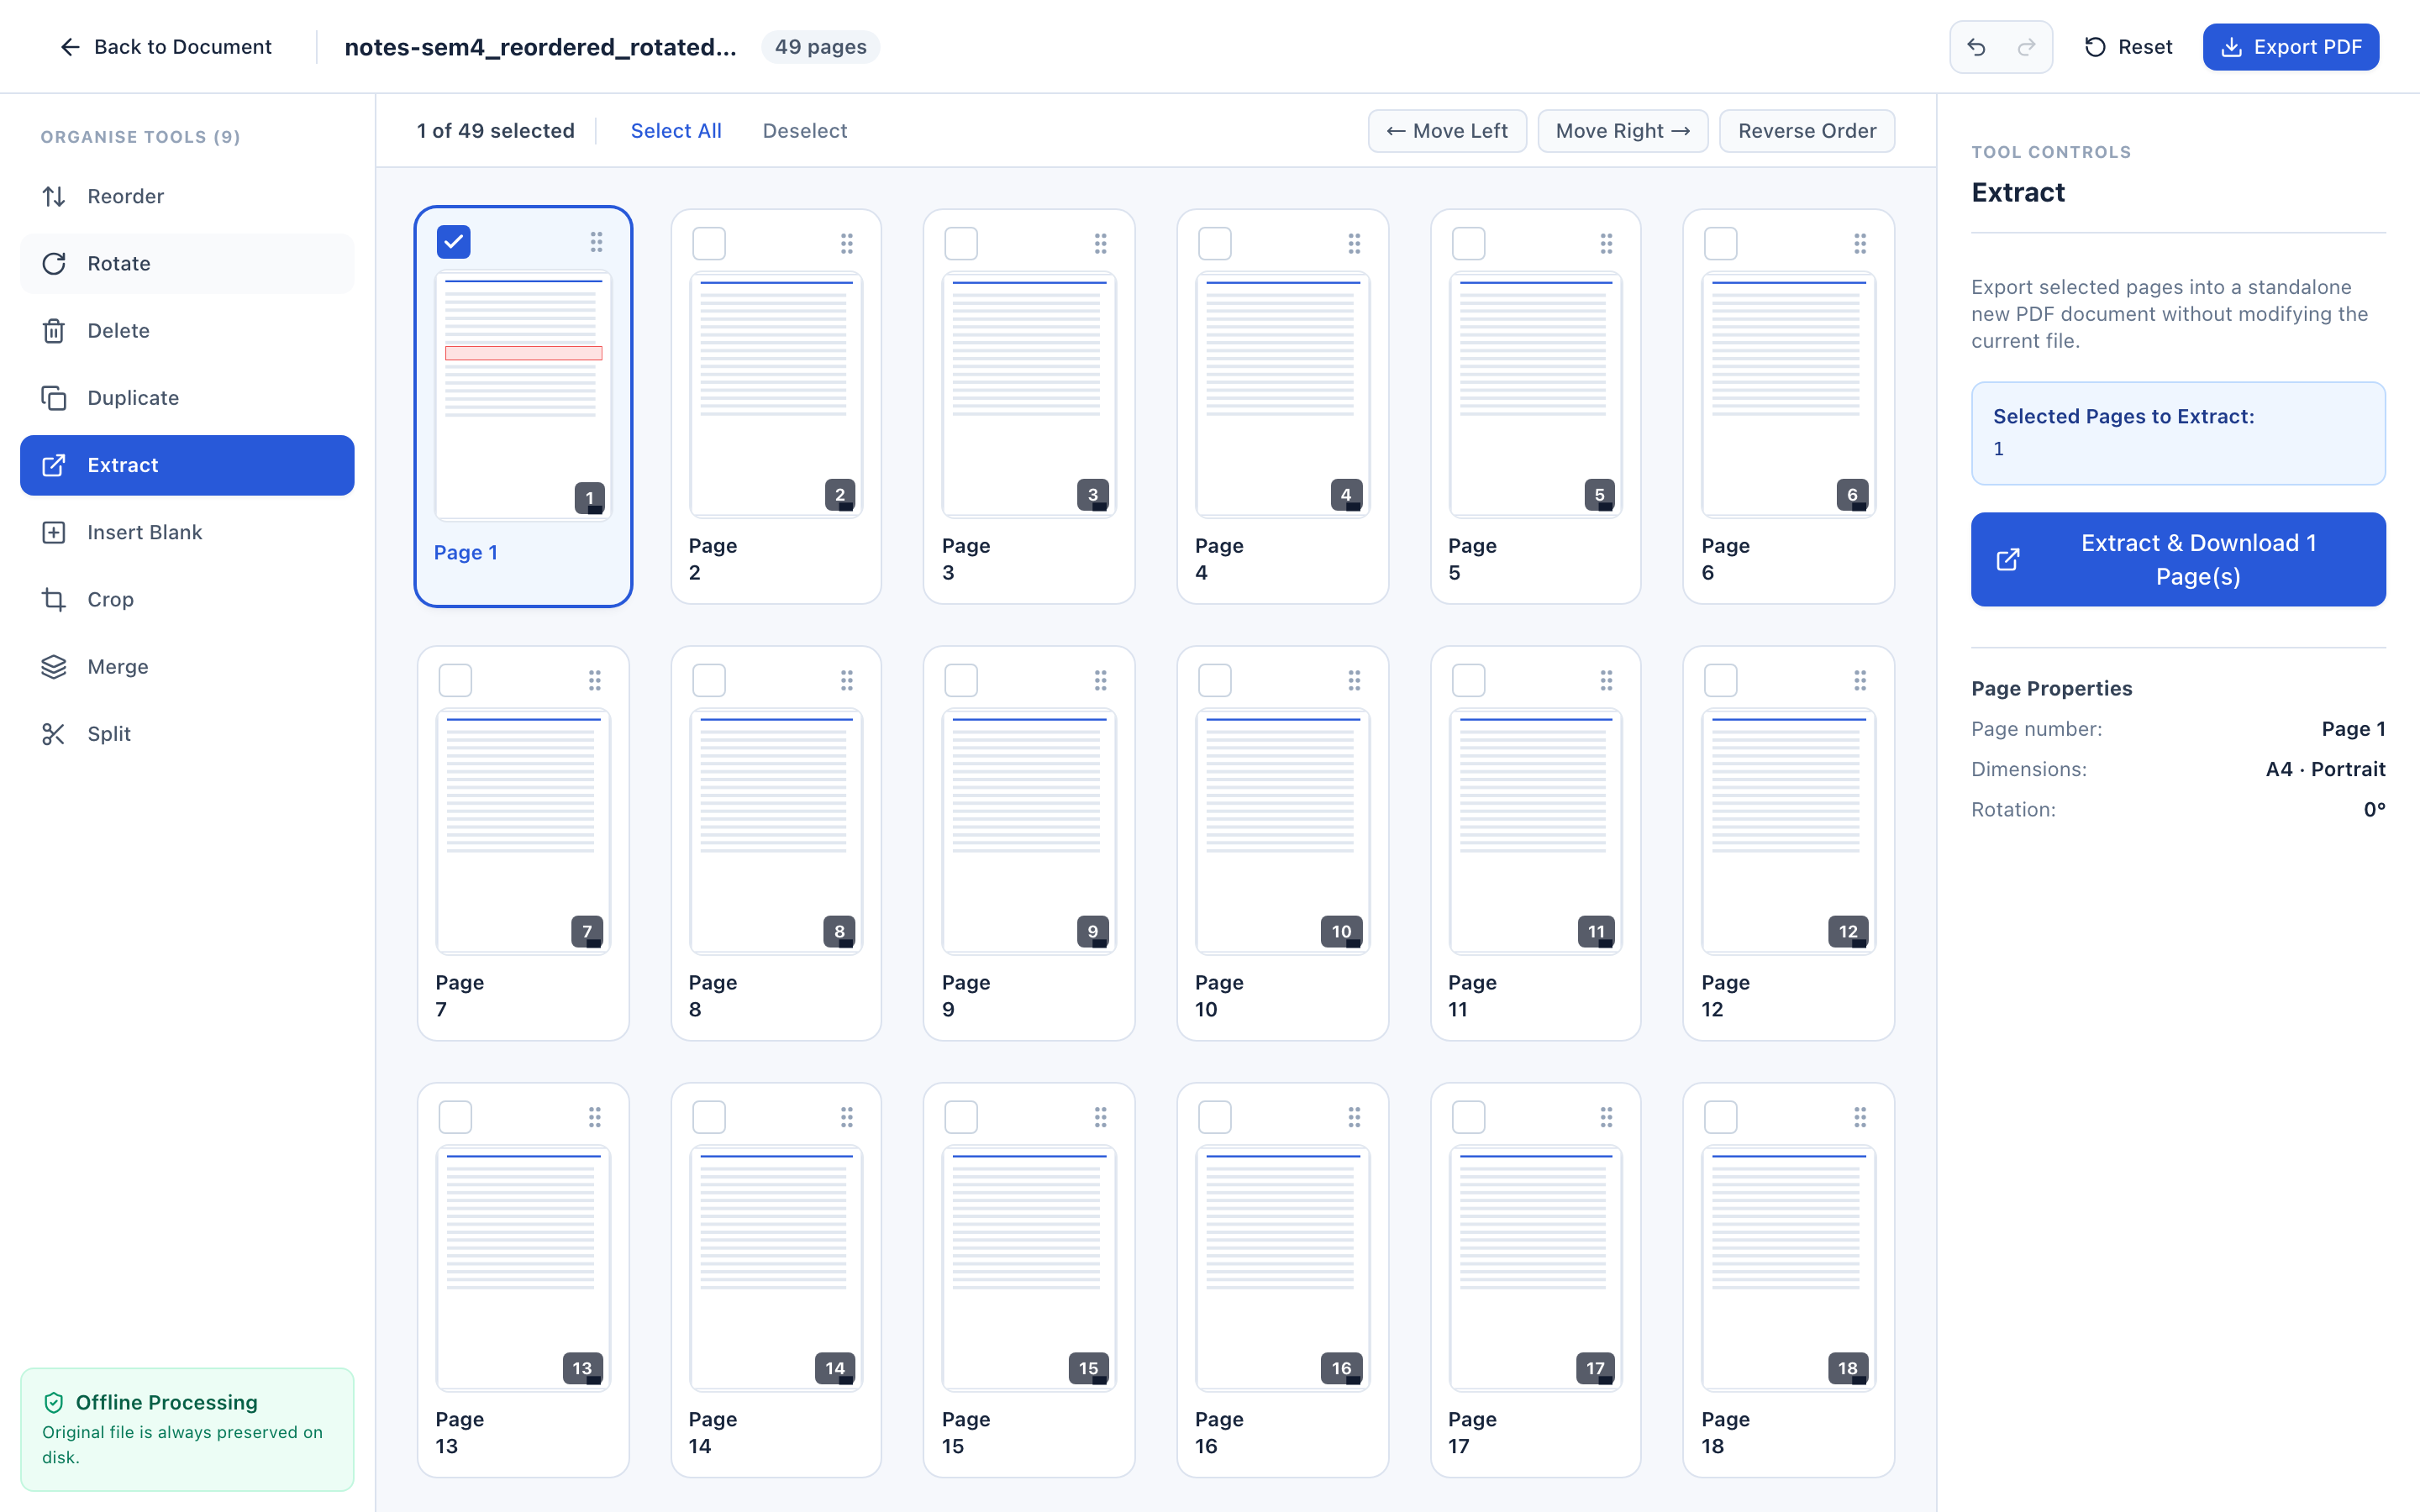 Back to Document
notes-sem4_reordered_rotated...
49 pages
Reset
Export PDF
ORGANISE TOOLS (9)
Reorder
Rotate
Delete
Duplicate
Extract
Insert Blank
Crop
Merge
Split
Offline Processing
Original file is always preserved on
disk.
1 of 49 selected
Select All
Deselect
← Move Left
Move Right →
Reverse Order
1
Page 1
2
Page
2
3
Page
3
4
Page
4
5
Page
5
6
Page
6
7
Page
7
8
Page
8
9
Page
9
10
Page
10
11
Page
11
12
Page
12
13
Page
13
14
Page
14
15
Page
15
16
Page
16
17
Page
17
18
Page
18
TOOL CONTROLS
Extract
Export selected pages into a standalone
new PDF document without modifying the
current file.
Selected Pages to Extract:
1
Extract & Download 1
Page(s)
Page Properties
Page number: Page 1
Dimensions: A4 · Portrait
Rotation: 0°